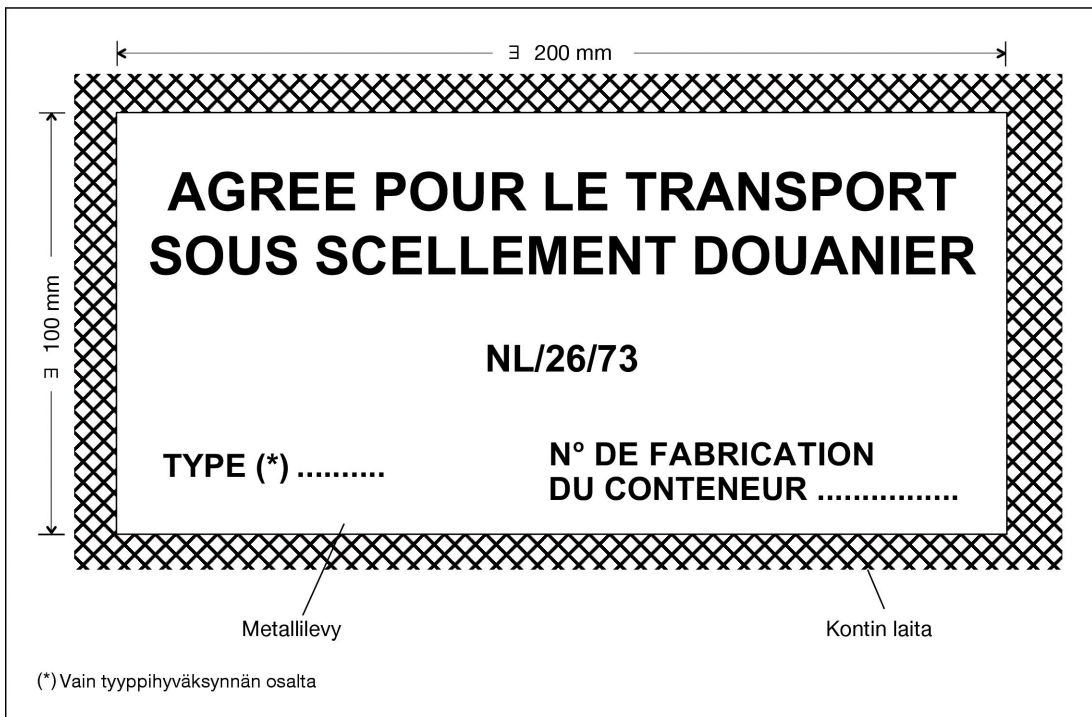 ∃ 200 mm
∃ 100 mm
AGREE POUR LE TRANSPORT
SOUS SCELLEMENT DOUANIER
NL/26/73
TYPE (*) ..........
N° DE FABRICATION
DU CONTENEUR ................
Metallilevy
Kontin laita
(*) Vain tyyppihyväksynnän osalta